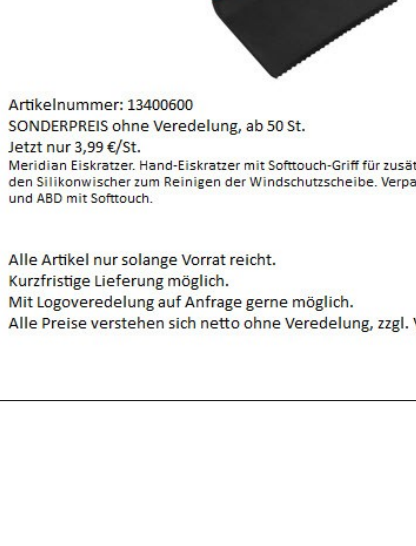 Artikelnummer: 13400600
SONDERPREIS ohne Veredelung, ab 50 St.
Jetzt nur 3,99 €/St.
Meridian Eiskratzer. Hand-Eiskratzer mit Softtouch-Griff für
den Silikonwischer zum Reinigen der Windschutzscheibe.
und ABD mit Softtouch.
Alle Artikel nur solange Vorrat reicht.
Kurzfristige Lieferung möglich.
Mit Logoveredelung auf Anfrage gerne möglich.
Alle Preise verstehen sich netto ohne Veredelung, zzgl.